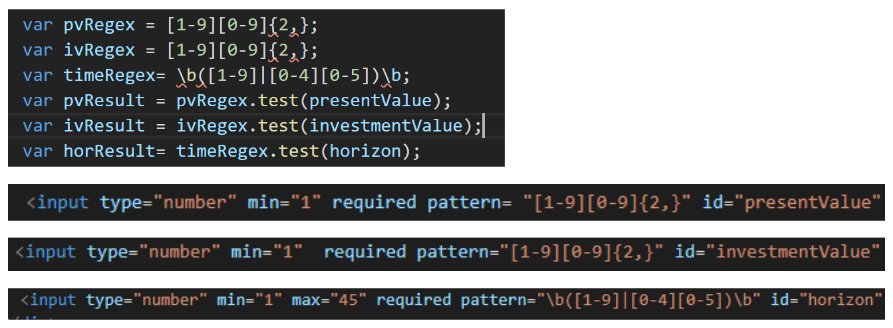 var pvRegex = [1-9][0-9]{2,};
var ivRegex = [1-9][0-9]{2,};
var timeRegex= \b([1-9]|[0-4][0-5])\b;
var pvResult = pvRegex.test(presentValue);
var ivResult = ivRegex.test(investmentValue);
var horResult= timeRegex.test(horizon);
<input type="number" min="1" required pattern= "[1-9][0-9]{2,}" id="presentValue"
<input type="number" min="1"  required pattern="[1-9][0-9]{2,}" id="investmentValue"
<input type="number" min="1" max="45" required pattern="\b([1-9]|[0-4][0-5])\b" id="horizon"